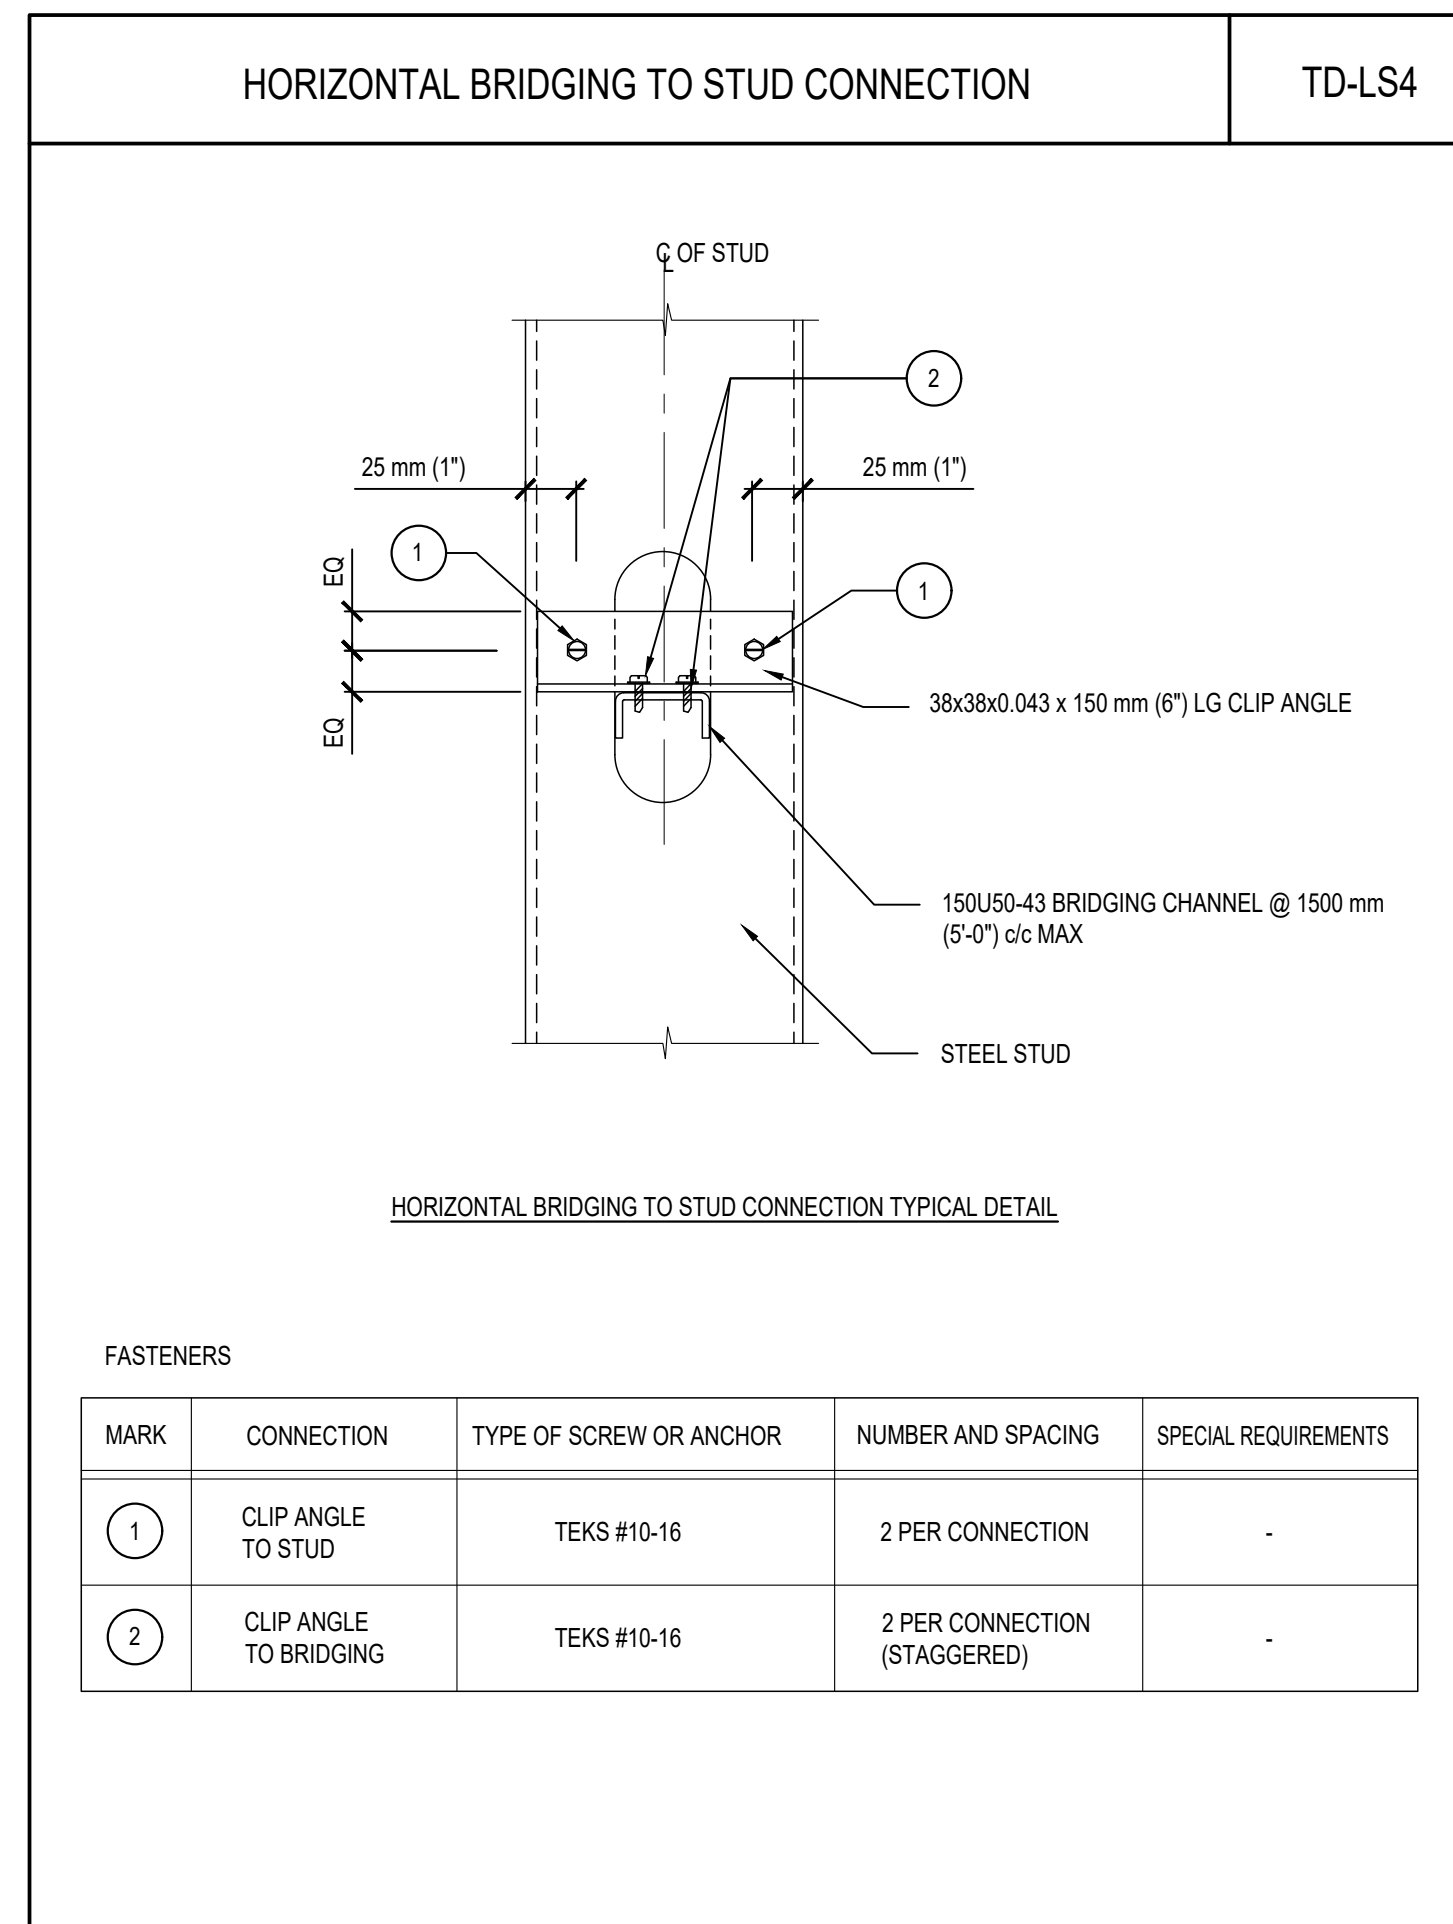 HORIZONTAL BRIDGING TO STUD CONNECTION
TD-LS4
℄ OF STUD
2
25 mm (1")
25 mm (1")
1
EQ
1
38x38x0.043 x 150 mm (6") LG CLIP ANGLE
EQ
150U50-43 BRIDGING CHANNEL @ 1500 mm
(5'-0") c/c MAX
STEEL STUD
HORIZONTAL BRIDGING TO STUD CONNECTION TYPICAL DETAIL
FASTENERS
MARK CONNECTION TYPE OF SCREW OR ANCHOR NUMBER AND SPACING SPECIAL REQUIREMENTS
1
CLIP ANGLE
TO STUD
TEKS #10-16
2 PER CONNECTION
-
2
CLIP ANGLE
TO BRIDGING
TEKS #10-16
2 PER CONNECTION
(STAGGERED)
-